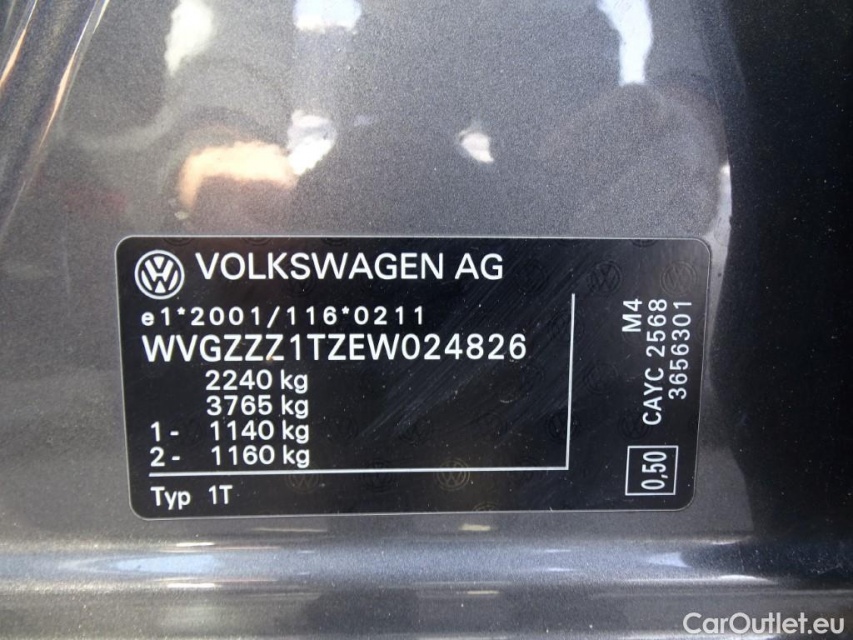 VOLKSWAGEN AG
e1*2001/116*0211
WVGZZZ1TZEW024826
2240 kg
3765 kg
1- 1140 kg
2- 1160 kg
Typ 1T
M4
CAYC 2568
3656301
0,50
CarOutlet.eu